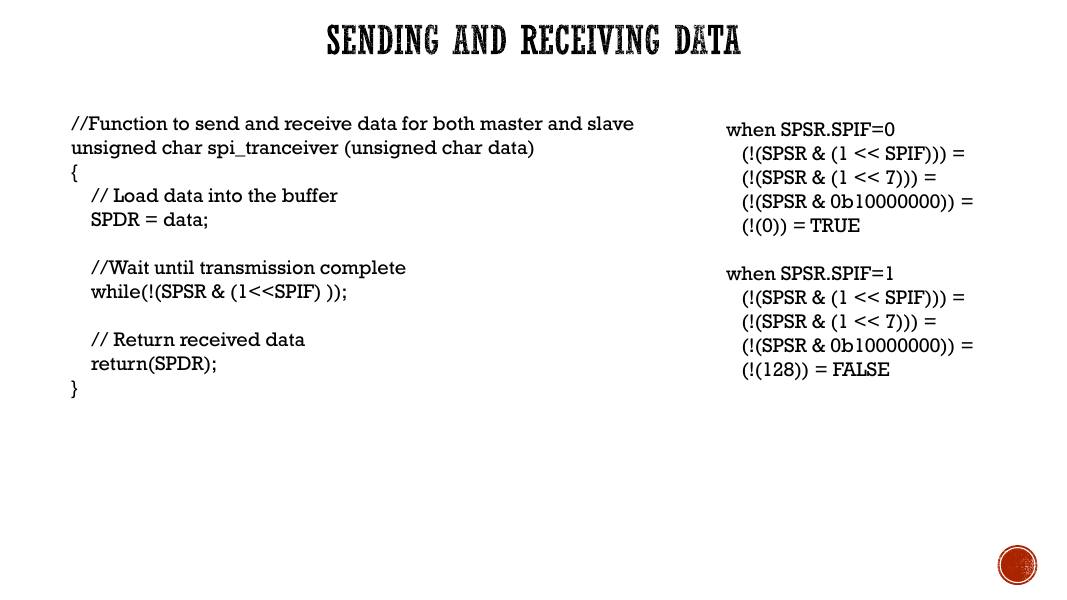 SENDING AND RECEIVING DATA
//Function to send and receive data for both master and slave
unsigned char spi_tranceiver (unsigned char data)
{
// Load data into the buffer
SPDR = data;
//Wait until transmission complete
while(!(SPSR & (1<<SPIF) ));
// Return received data
return(SPDR);
}
when SPSR.SPIF=0
(!(SPSR & (1 << SPIF))) =
(!(SPSR & (1 << 7))) =
(!(SPSR & 0b10000000)) =
(!(0)) = TRUE
when SPSR.SPIF=1
(!(SPSR & (1 << SPIF))) =
(!(SPSR & (1 << 7))) =
(!(SPSR & 0b10000000)) =
(!(128)) = FALSE